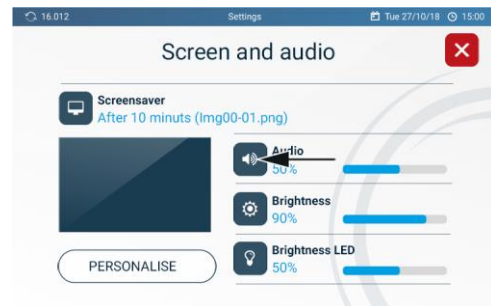 16.012 Settings Tue 27/10/18 15:00
Screen and audio
Screensaver
After 10 minuts (Img00-01.png)
Audio
50%
Brightness
90%
Brightness LED
50%
PERSONALISE